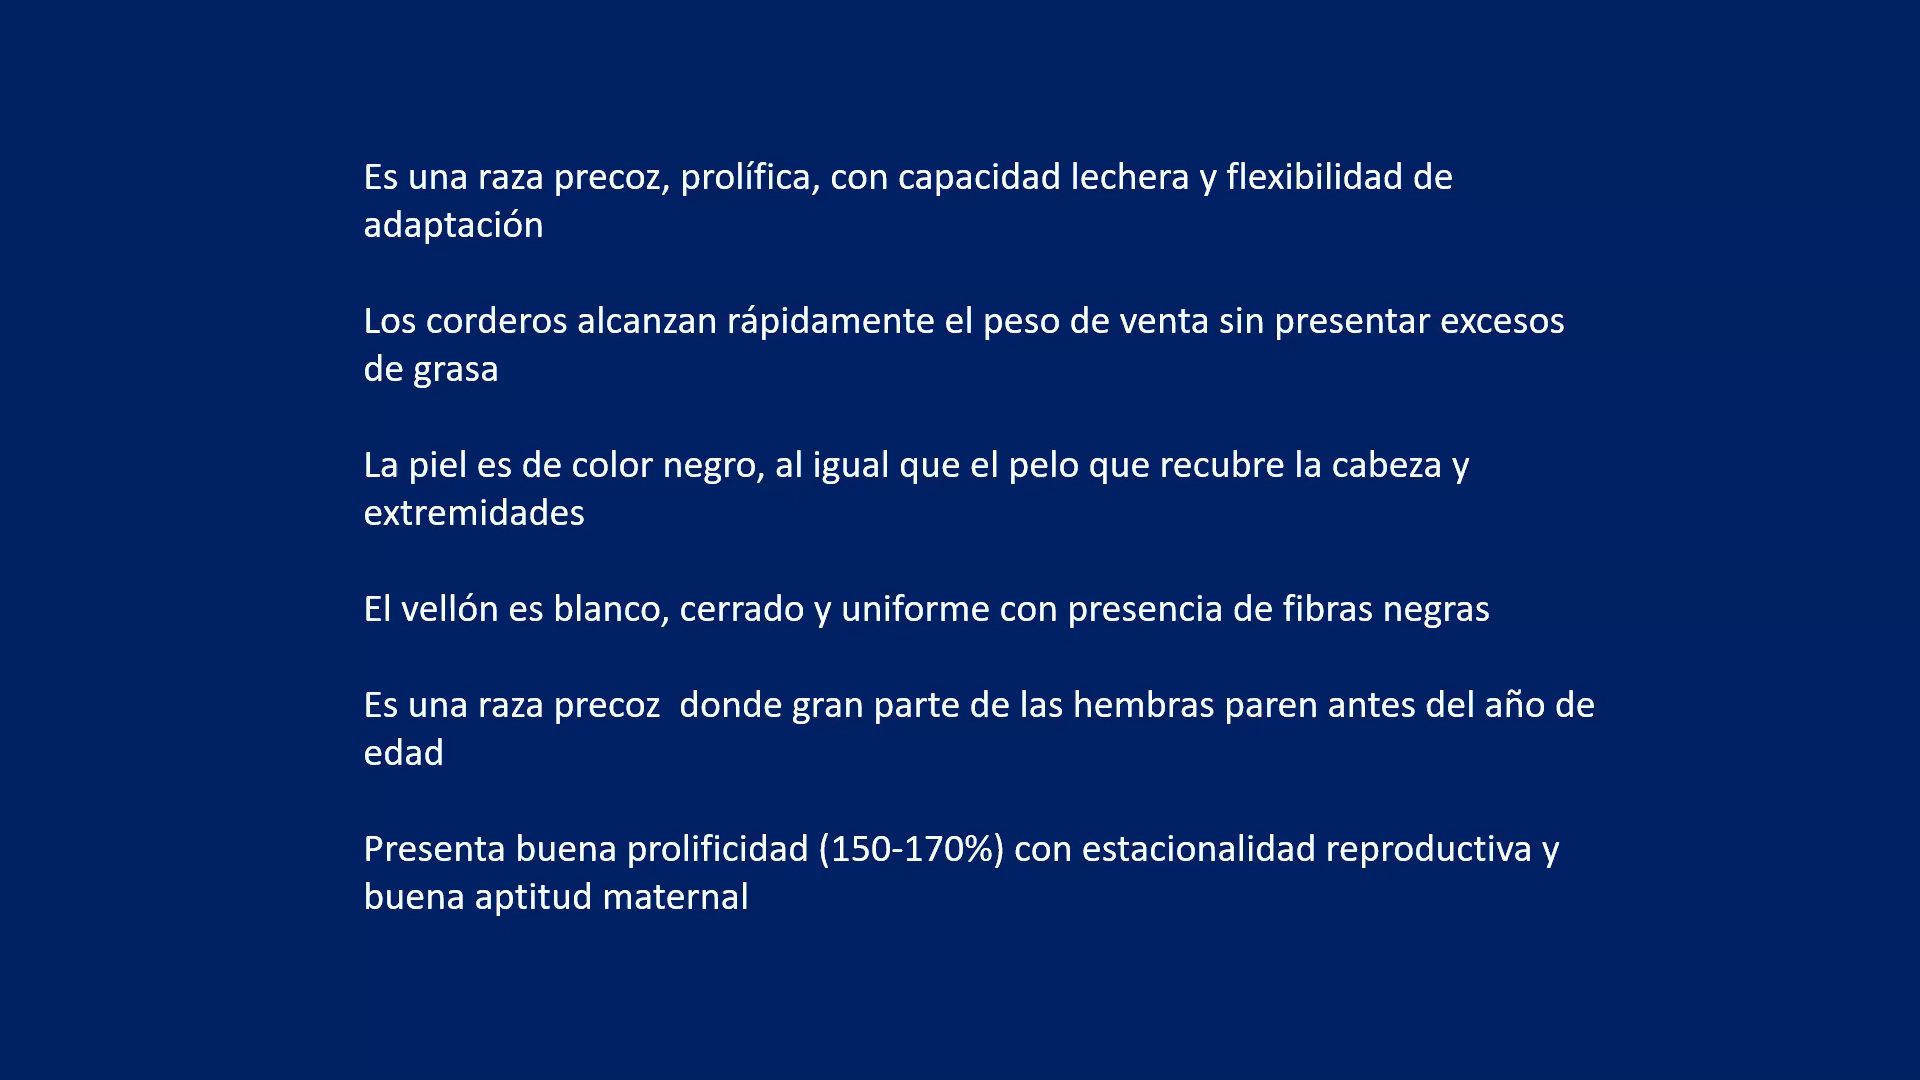 Es una raza precoz, prolífica, con capacidad lechera y flexibilidad de
adaptación
Los corderos alcanzan rápidamente el peso de venta sin presentar excesos
de grasa
La piel es de color negro, al igual que el pelo que recubre la cabeza y
extremidades
El vellón es blanco, cerrado y uniforme con presencia de fibras negras
Es una raza precoz  donde gran parte de las hembras paren antes del año de
edad
Presenta buena prolificidad (150-170%) con estacionalidad reproductiva y
buena aptitud maternal